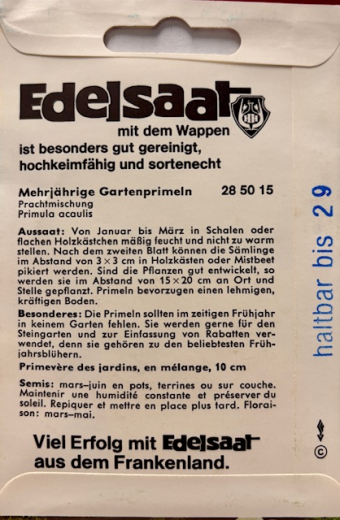 Edelsaat
mit dem Wappen
ist besonders gut gereinigt,
hochkeimfähig und sortenecht
Mehrjährige Gartenprimeln 28 50 15
Prachtmischung
Primula acaulis
Aussaat: Von Januar bis März in Schalen oder
flachen Holzkästchen mäßig feucht und nicht zu warm
stellen. Nach dem zweiten Blatt können die Sämlinge
im Abstand von 3 × 3 cm in Holzkästen oder Mistbeet
pikiert werden. Sind die Pflanzen gut entwickelt, so
werden sie im Abstand von 15 × 20 cm an Ort und
Stelle gepflanzt. Primeln bevorzugen einen lehmigen,
kräftigen Boden.
Besonderes: Die Primeln sollten im zeitigen Frühjahr
in keinem Garten fehlen. Sie werden gerne für den
Steingarten und zur Einfassung von Rabatten ver-
wendet, denn sie gehören zu den beliebtesten Früh-
jahrsblühern.
Primevère des jardins, en mélange, 10 cm
Semis: mars-juin en pots, terrines ou sur couche.
Maintenir une humidité constante et préserver du
soleil. Repiquer et mettre en place plus tard. Florai-
son: mars-mai.
Viel Erfolg mit Edelsaat
aus dem Frankenland.
haltbar bis 29
©